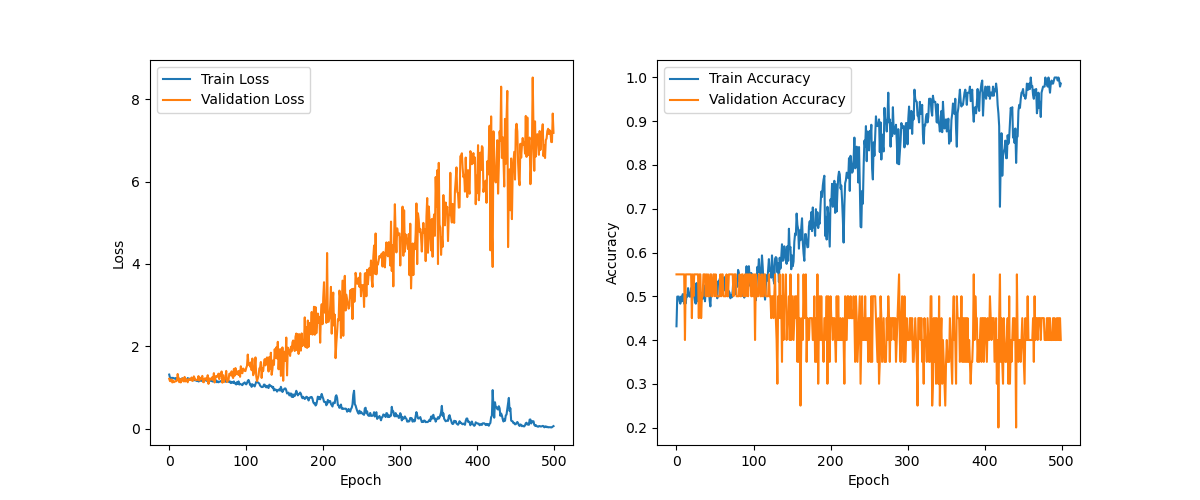 Train Loss
Validation Loss
8
6
4
2
0
Loss
0 100 200 300 400 500
Epoch
Train Accuracy
Validation Accuracy
1.0
0.9
0.8
0.7
0.6
0.5
0.4
0.3
0.2
Accuracy
0 100 200 300 400 500
Epoch